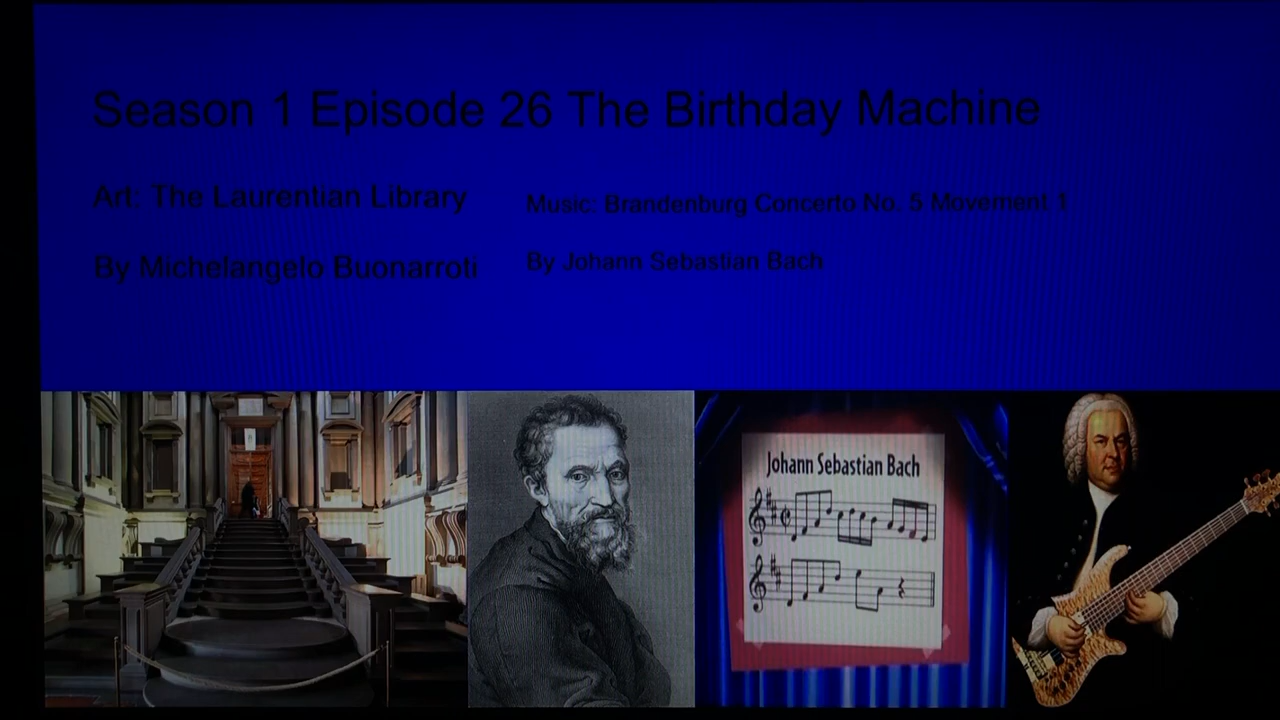 Season 1 Episode 26 The Birthday Machine
Art: The Laurentian Library
By Michelangelo Buonarroti
Music: Brandenburg Concerto No. 5 Movement 1
By Johann Sebastian Bach
Johann Sebastian Bach